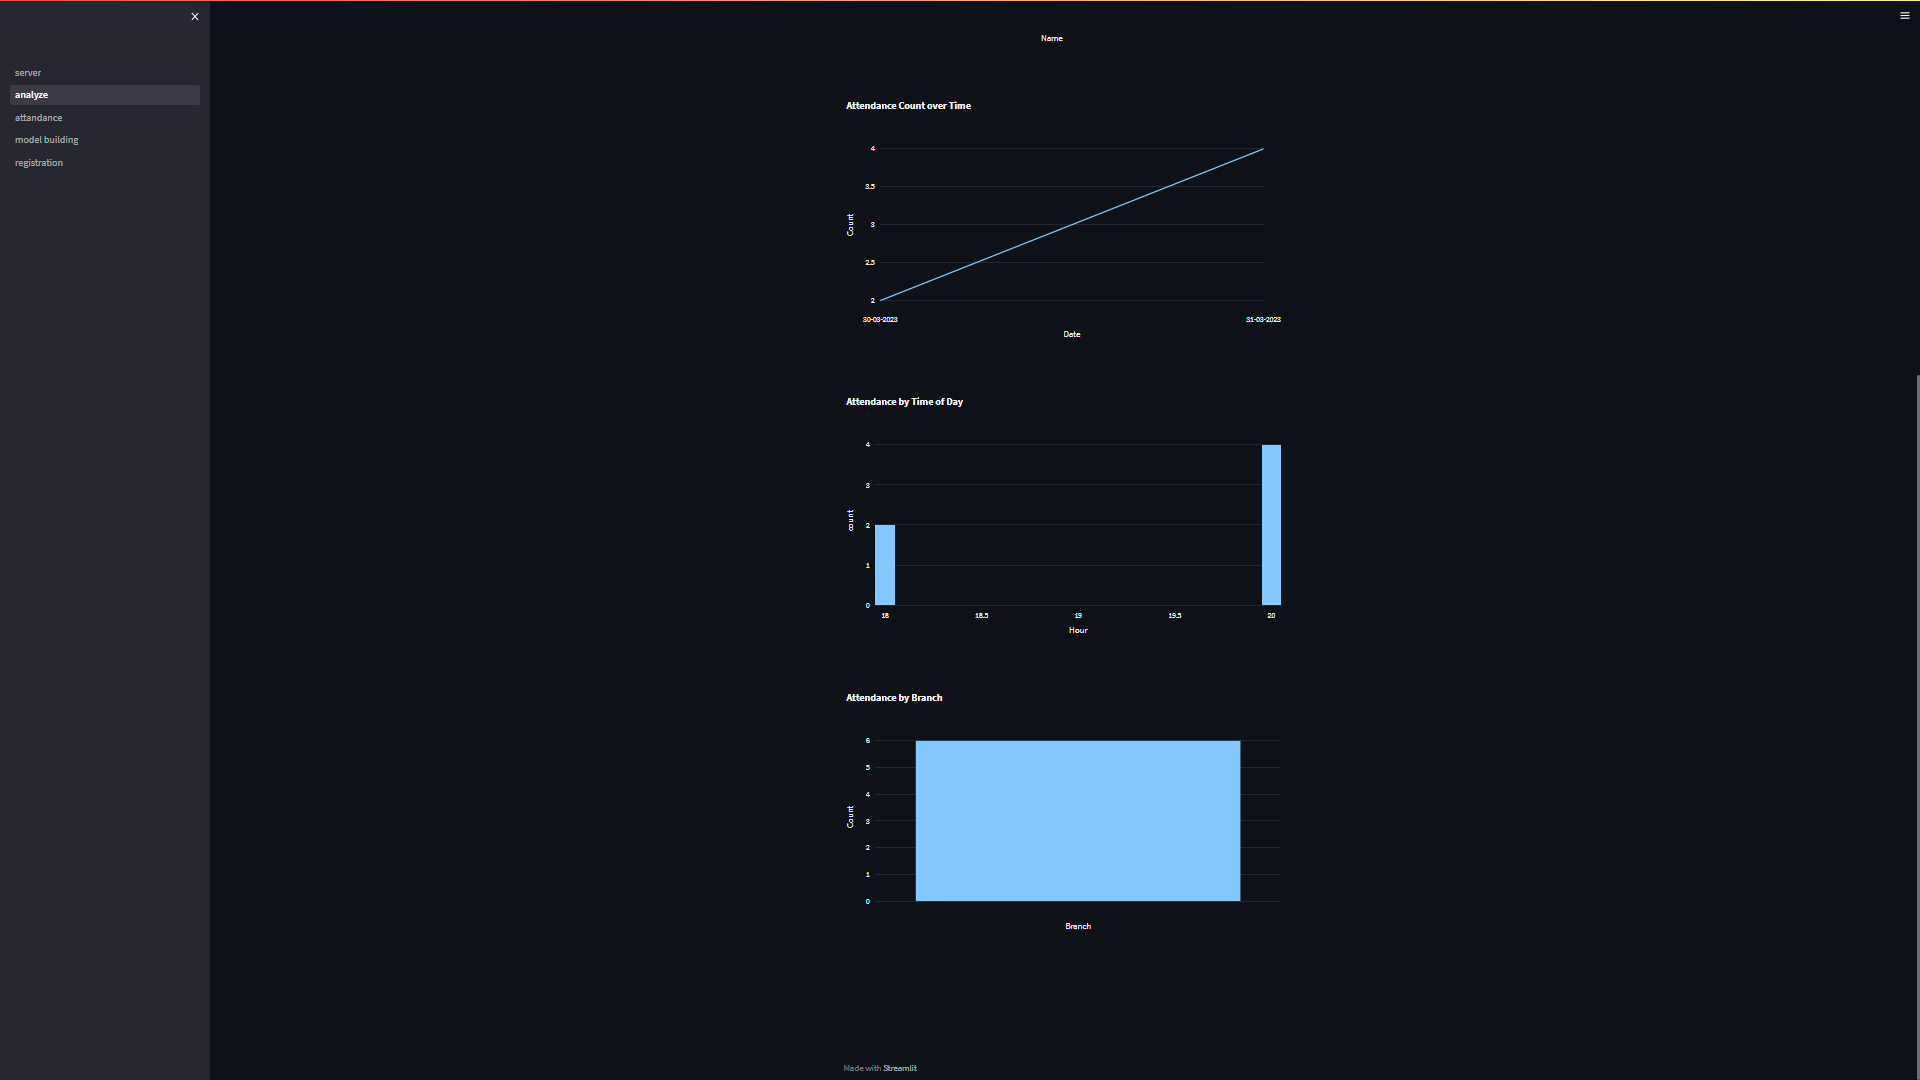 server
analyze
attandance
model building
registration
Name
Attendance Count over Time
4
3.5
3
2.5
2
Count
30-03-2023
31-03-2023
Date
Attendance by Time of Day
4
3
2
1
0
count
18
18.5
19
19.5
20
Hour
Attendance by Branch
6
5
4
3
2
1
0
Count
Branch
Made with Streamlit